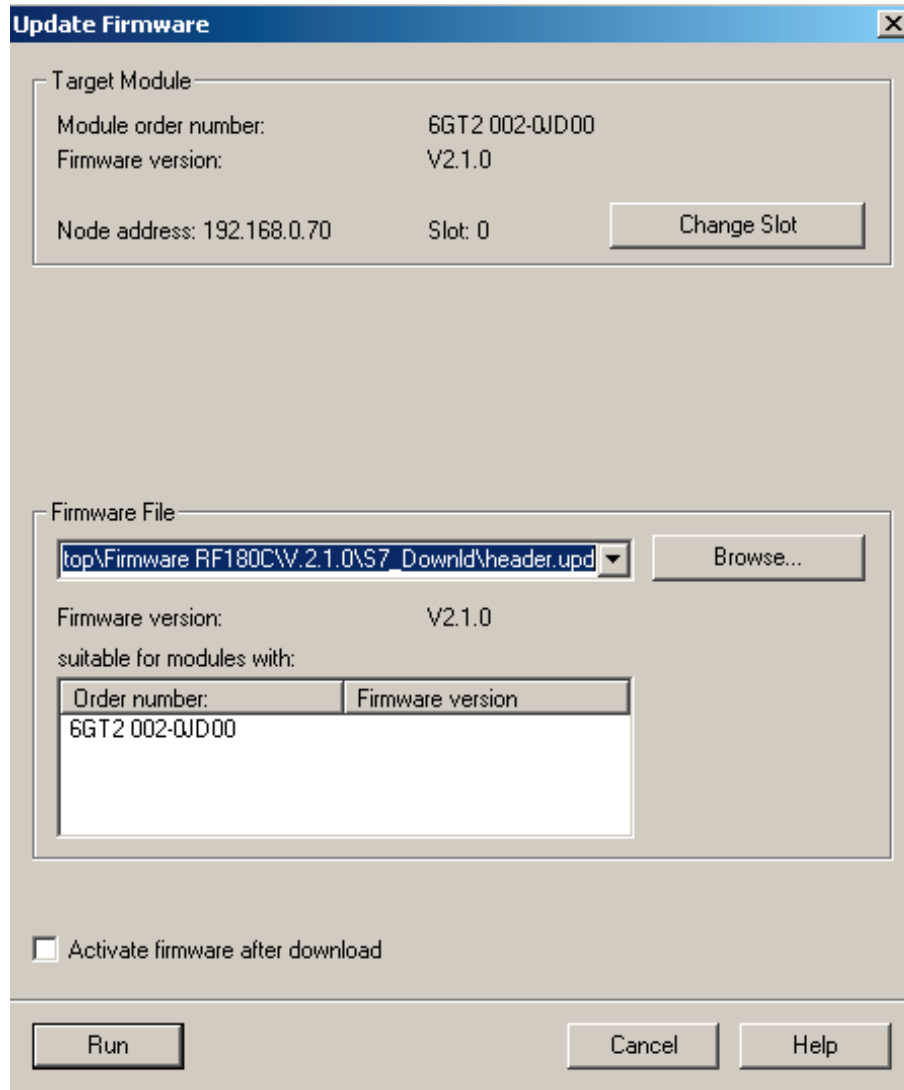 Update Firmware
Target Module
Module order number: 6GT2 002-0JD00
Firmware version: V2.1.0
Node address: 192.168.0.70 Slot: 0 Change Slot
Firmware File
top\Firmware RF180C\V.2.1.0\S7_Downld\header.upd Browse...
Firmware version: V2.1.0
suitable for modules with:
Order number: Firmware version
6GT2 002-0JD00
Activate firmware after download
Run Cancel Help